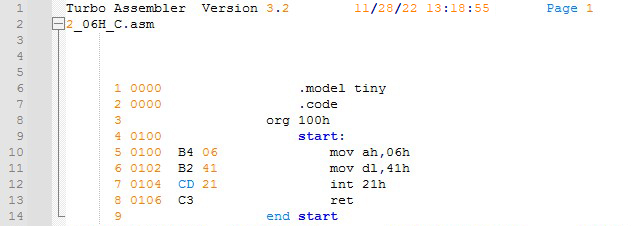 1 Turbo Assembler Version 3.2 11/28/22 13:18:55 Page 1
2 2_06H_C.asm
3
4
5
6 1 0000 .model tiny
7 2 0000 .code
8 3 org 100h
9 4 0100 start:
10 5 0100 B4 06 mov ah,06h
11 6 0102 B2 41 mov dl,41h
12 7 0104 CD 21 int 21h
13 8 0106 C3 ret
14 9 end start